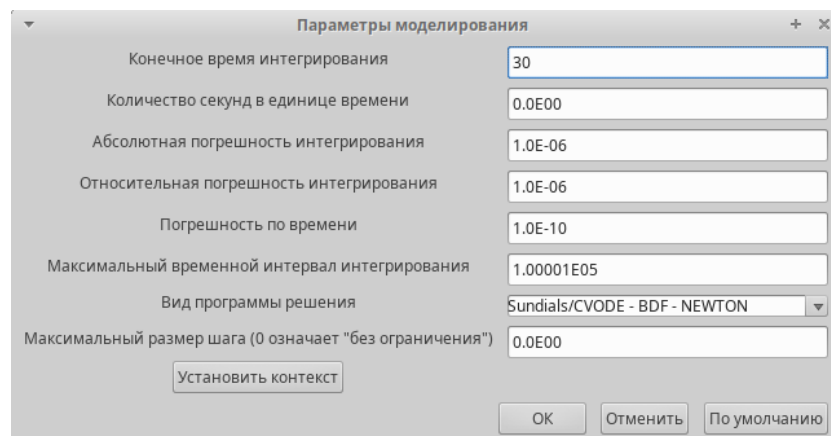 Параметры моделирования
Конечное время интегрирования 30
Количество секунд в единице времени 0.0E00
Абсолютная погрешность интегрирования 1.0E-06
Относительная погрешность интегрирования 1.0E-06
Погрешность по времени 1.0E-10
Максимальный временной интервал интегрирования 1.00001E05
Вид программы решения Sundials/CVODE - BDF - NEWTON
Максимальный размер шага (0 означает "без ограничения") 0.0E00
Установить контекст
ОК Отменить По умолчанию